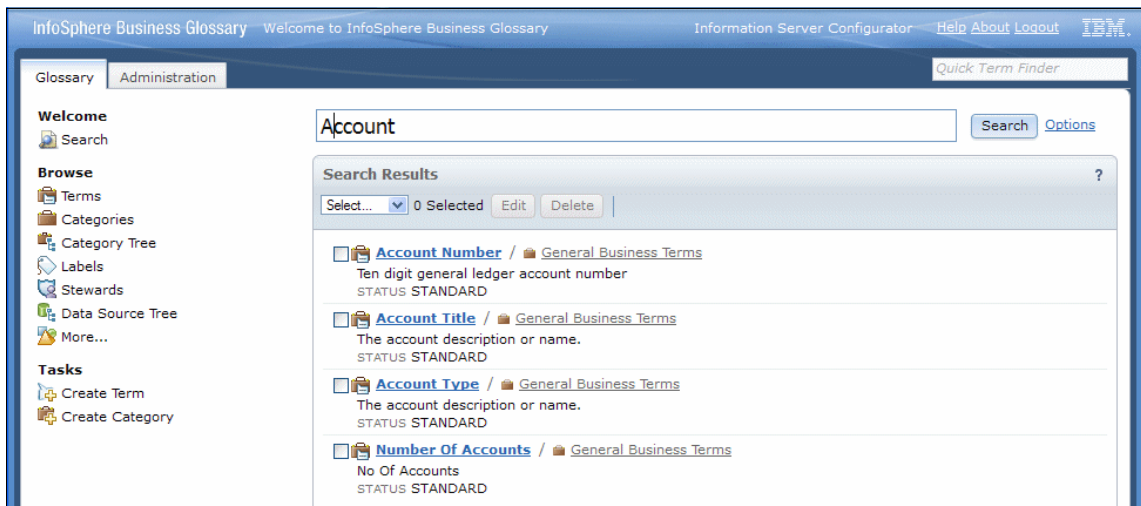 InfoSphere Business Glossary Welcome to InfoSphere Business Glossary Information Server Configurator Help About Logout IBM.
Glossary Administration Quick Term Finder
Welcome
Search
Browse
Terms
Categories
Category Tree
Labels
Stewards
Data Source Tree
More...
Tasks
Create Term
Create Category
Account Search Options
Search Results ?
Select... 0 Selected Edit Delete
Account Number / General Business Terms
Ten digit general ledger account number
STATUS STANDARD
Account Title / General Business Terms
The account description or name.
STATUS STANDARD
Account Type / General Business Terms
The account description or name.
STATUS STANDARD
Number Of Accounts / General Business Terms
No Of Accounts
STATUS STANDARD